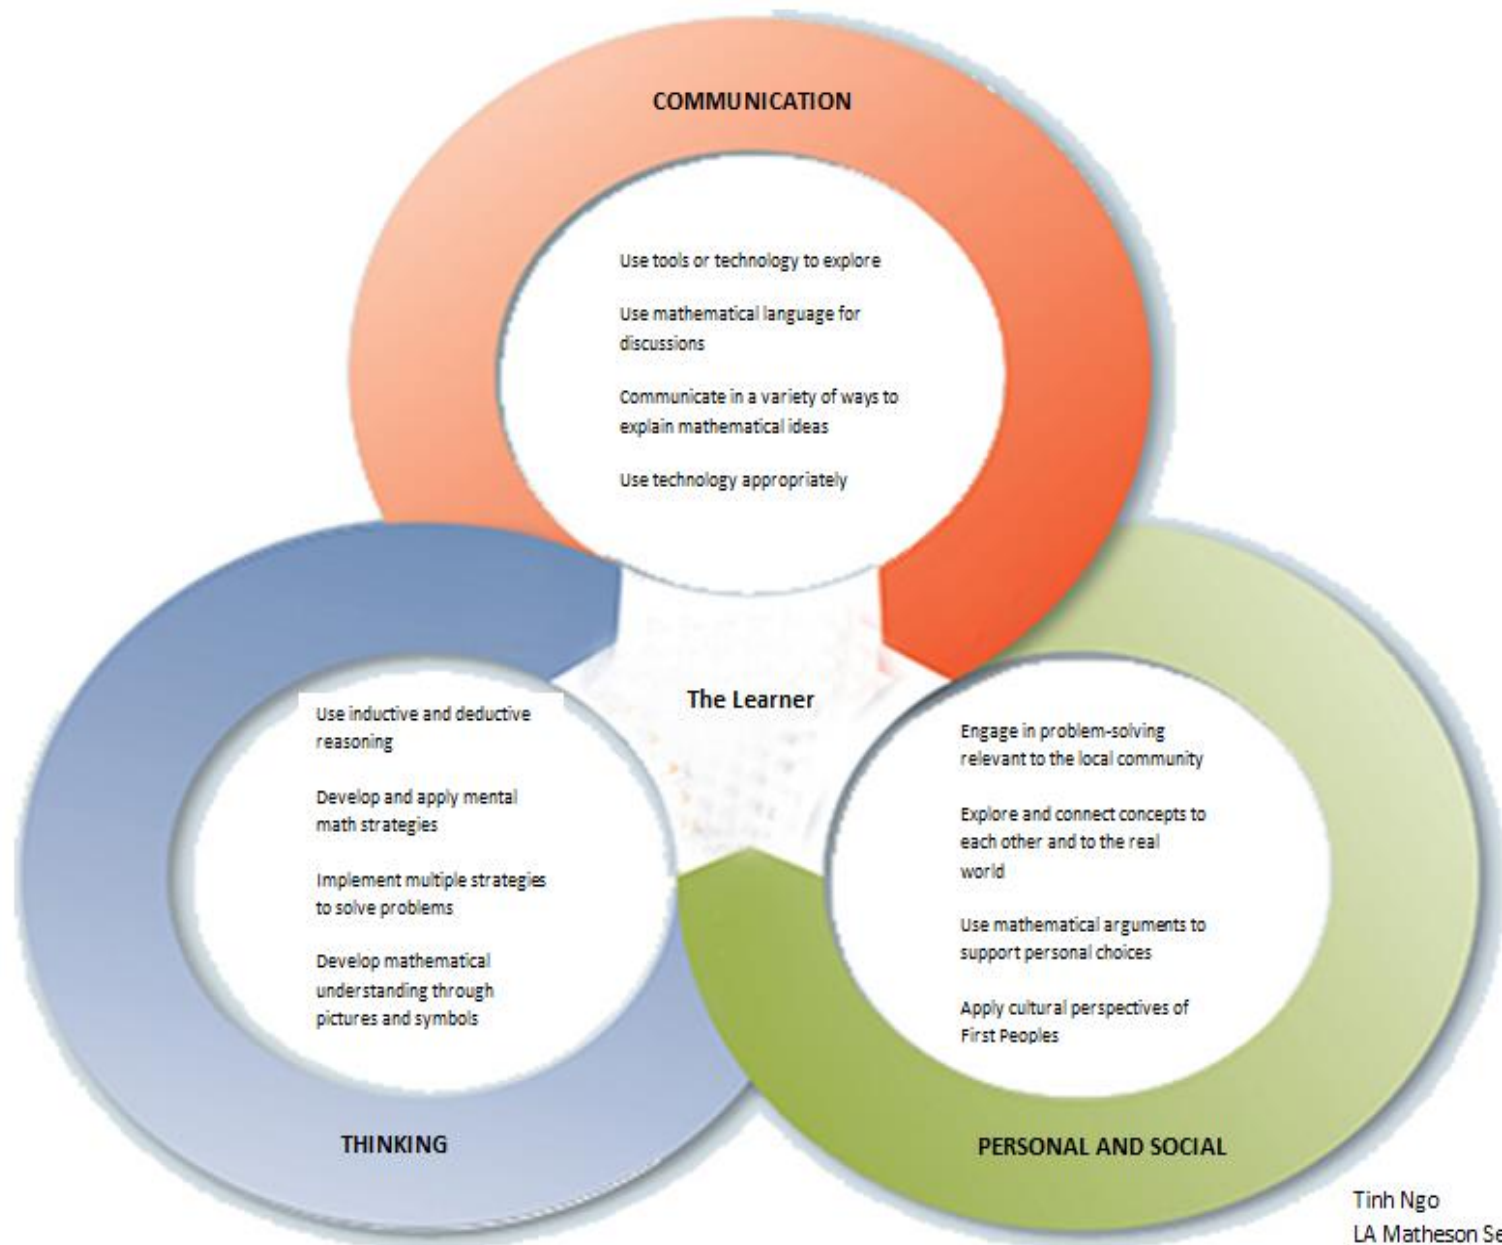 COMMUNICATION
Use tools or technology to explore
Use mathematical language for
discussions
Communicate in a variety of ways to
explain mathematical ideas
Use technology appropriately
The Learner
Use inductive and deductive
reasoning
Develop and apply mental
math strategies
Implement multiple strategies
to solve problems
Develop mathematical
understanding through
pictures and symbols
THINKING
Engage in problem-solving
relevant to the local community
Explore and connect concepts to
each other and to the real
world
Use mathematical arguments to
support personal choices
Apply cultural perspectives of
First Peoples
PERSONAL AND SOCIAL
Tinh Ngo
LA Matheson Se